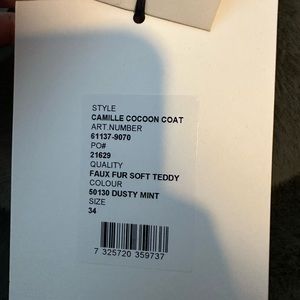 STYLE
CAMILLE COCOON COAT
ART.NUMBER
61137-9070
PO#
21629
QUALITY
FAUX FUR SOFT TEDDY
COLOUR
50130 DUSTY MINT
SIZE
34
7 325720 359737